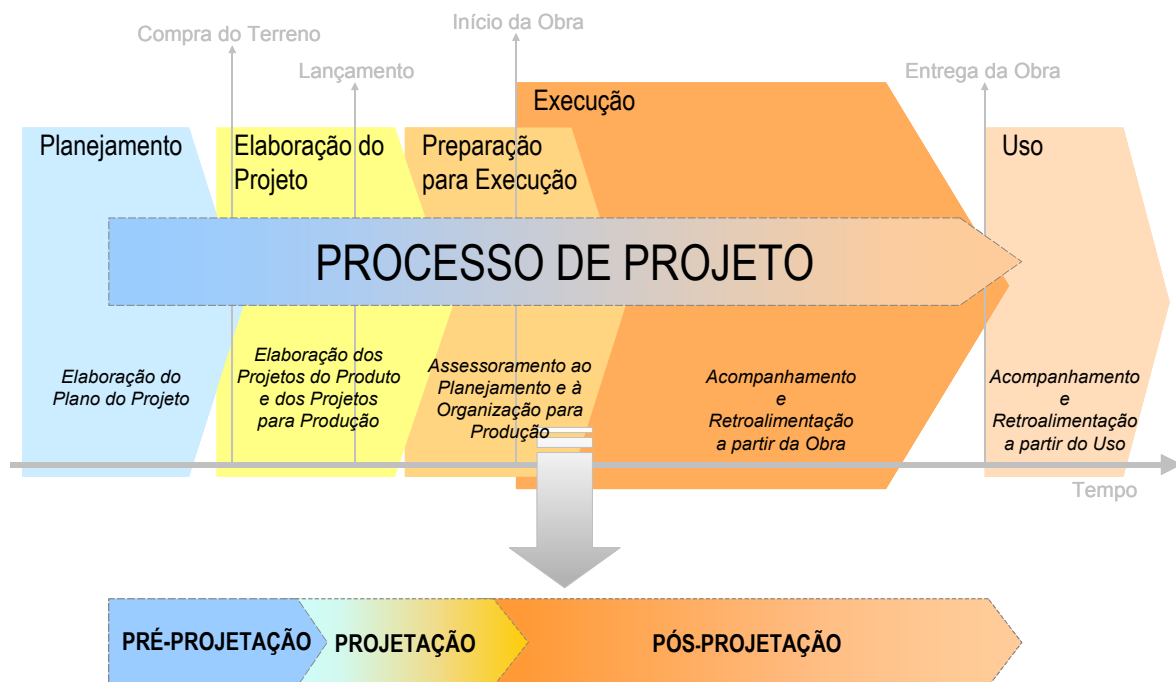 Início da Obra
Compra do Terreno
Lançamento
Entrega da Obra
Planejamento
Elaboração do
Projeto
Preparação
para Execução
Execução
Uso
PROCESSO DE PROJETO
Elaboração do
Plano do Projeto
Elaboração dos
Projetos do Produto
e dos Projetos
para Produção
Assessoramento ao
Planejamento e à
Organização para
Produção
Acompanhamento
e
Retroalimentação
a partir da Obra
Acompanhamento
e
Retroalimentação
a partir do Uso
Tempo
PRÉ-PROJETAÇÃO
PROJETAÇÃO
PÓS-PROJETAÇÃO